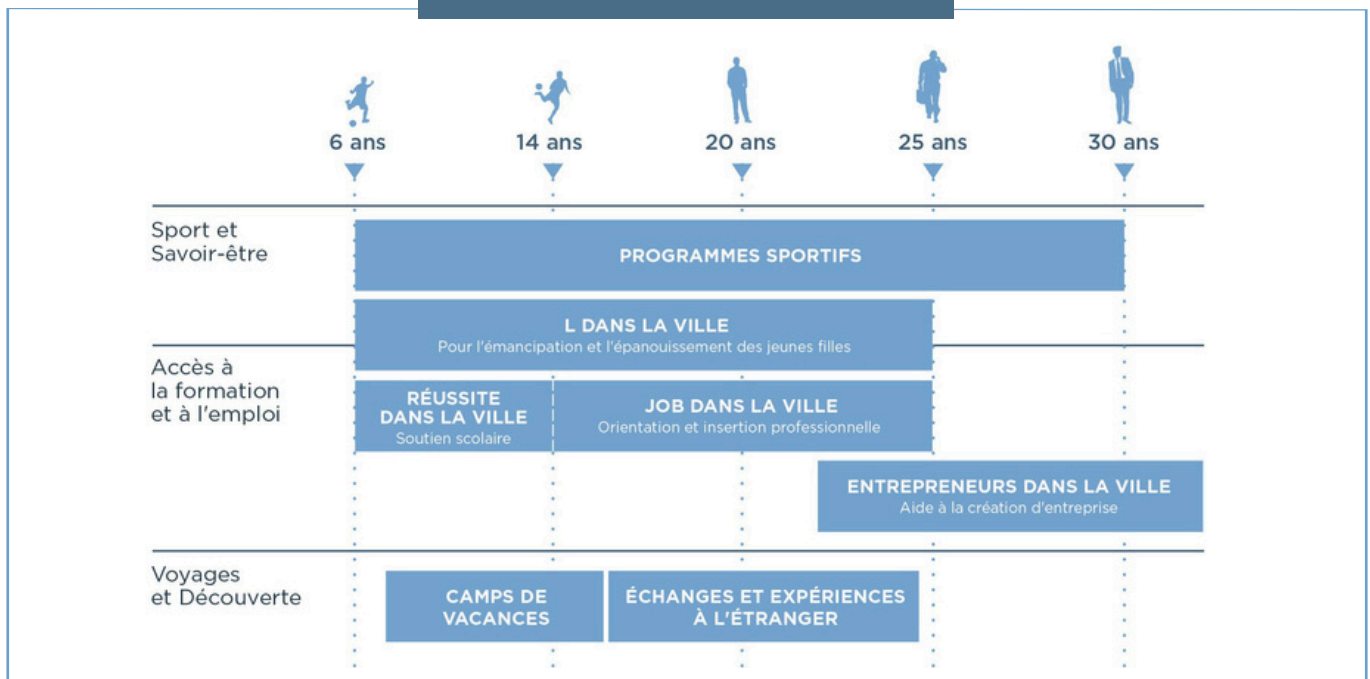 6 ans
14 ans
20 ans
25 ans
30 ans
Sport et
Savoir-être
PROGRAMMES SPORTIFS
L DANS LA VILLE
Pour l'émancipation et l'épanouissement des jeunes filles
Accès à
la formation
et à l'emploi
RÉUSSITE
DANS LA VILLE
Soutien scolaire
JOB DANS LA VILLE
Orientation et insertion professionnelle
ENTREPRENEURS DANS LA VILLE
Aide à la création d'entreprise
Voyages
et Découverte
CAMPS DE
VACANCES
ÉCHANGES ET EXPÉRIENCES
À L'ÉTRANGER